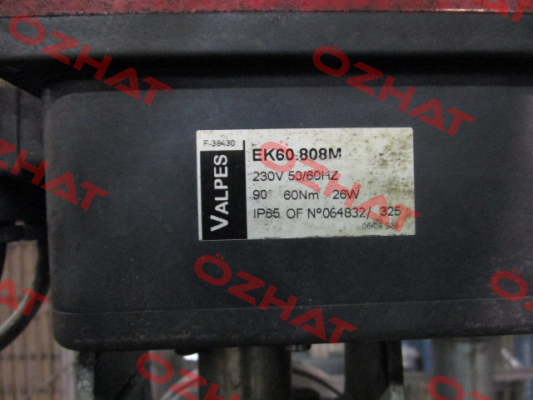 F-38430
VALPES
EK60.808M
230V 50/60HZ
90° 60Nm 26W
IP65 OF N°064832/ 325
OZHAT
OZHAT
OZHAT
OZHAT
OZHAT
OZHAT